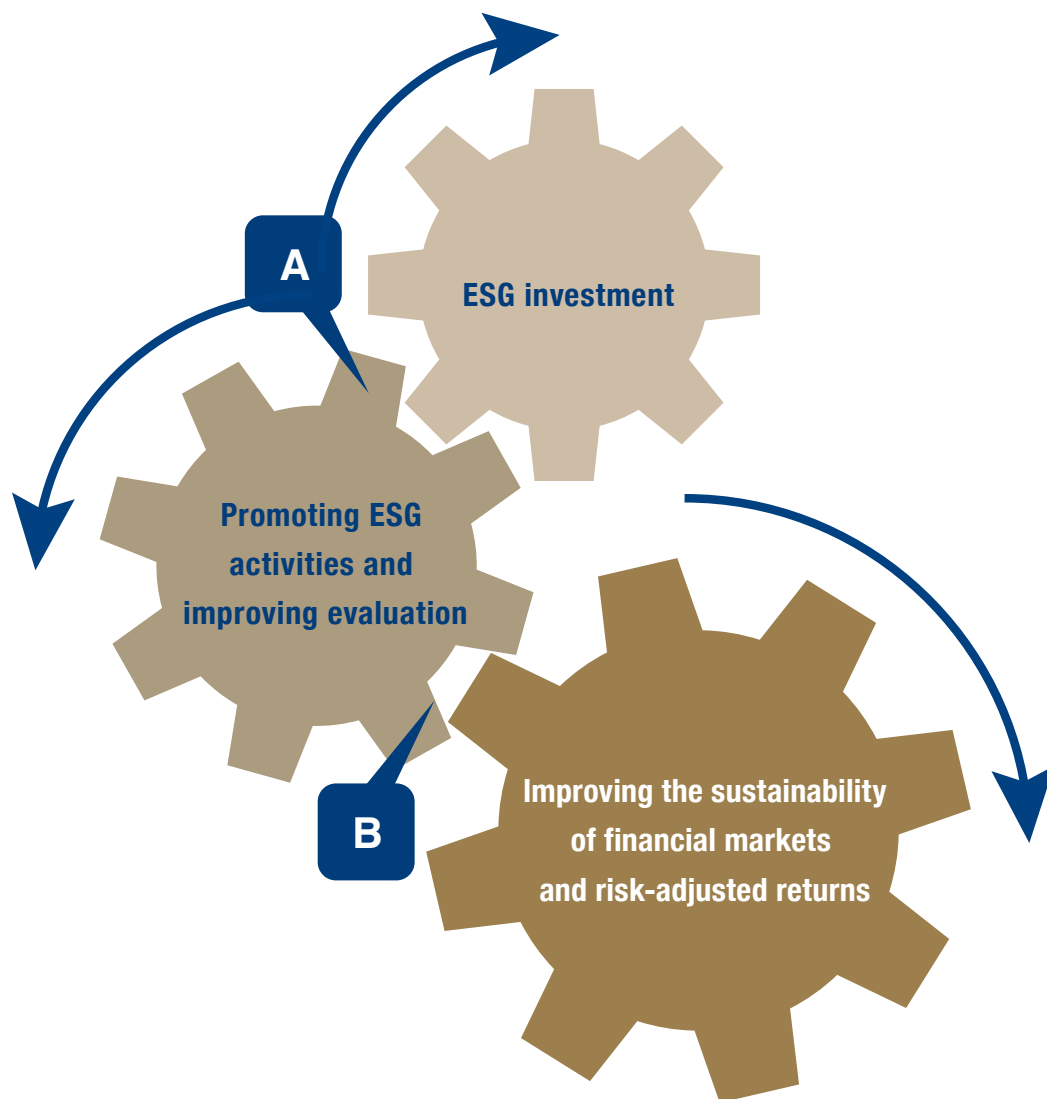 A
ESG investment
Promoting ESG
activities and
improving evaluation
B
Improving the sustainability
of financial markets
and risk-adjusted returns